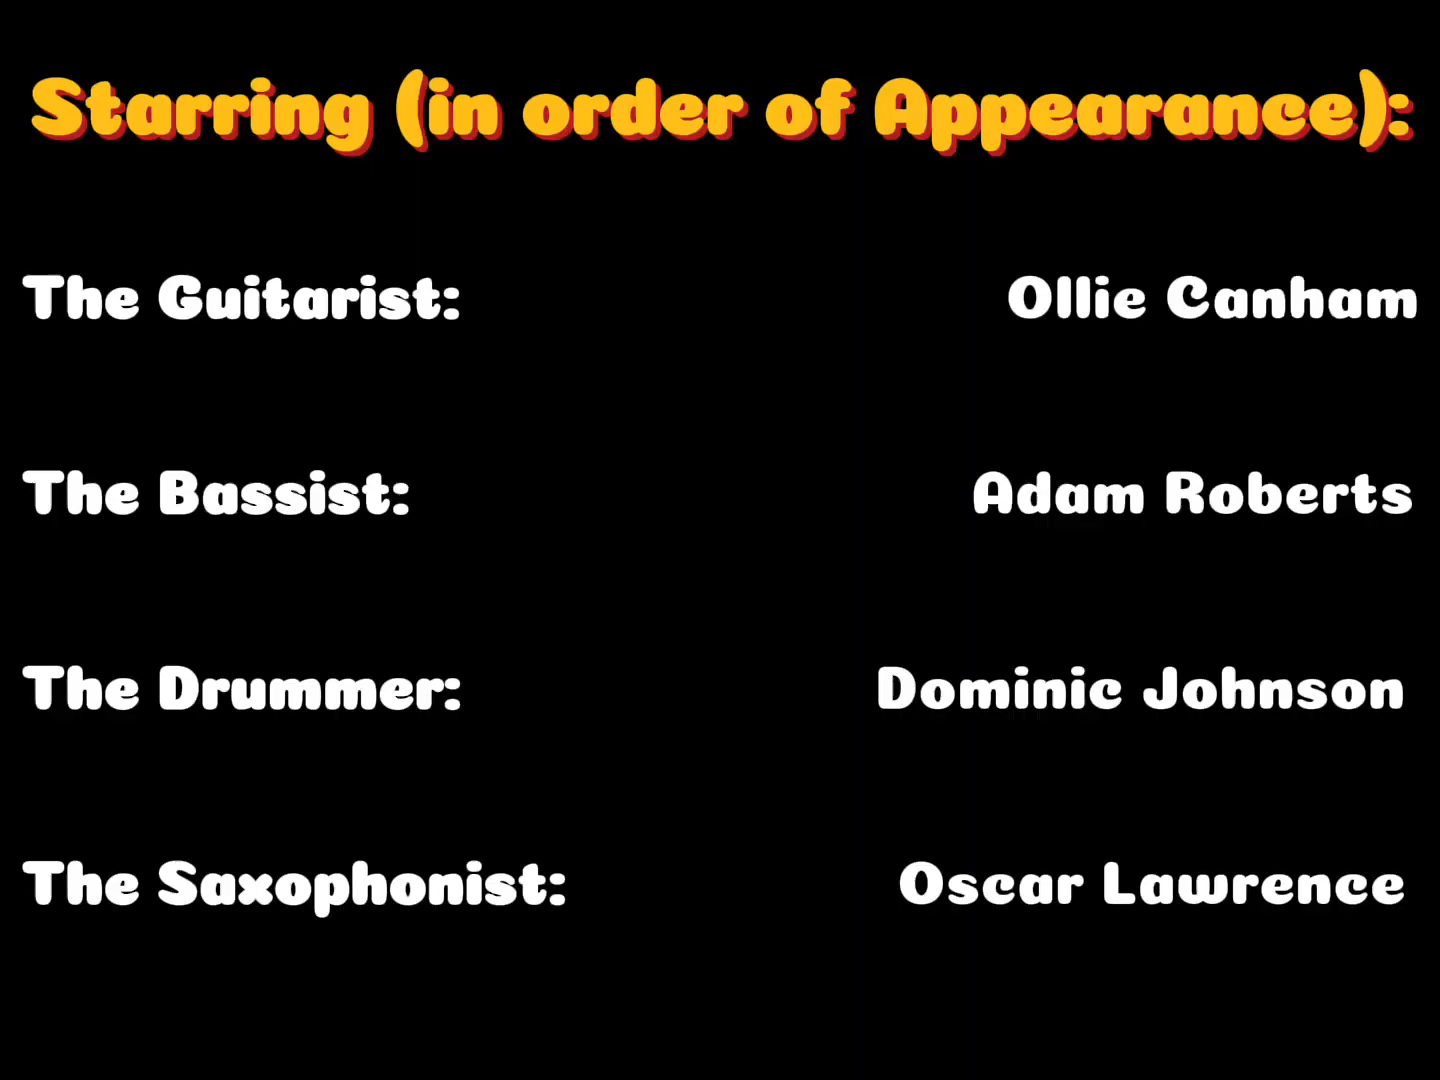 Starring (in order of Appearance):
The Guitarist: Ollie Canham
The Bassist: Adam Roberts
The Drummer: Dominic Johnson
The Saxophonist: Oscar Lawrence